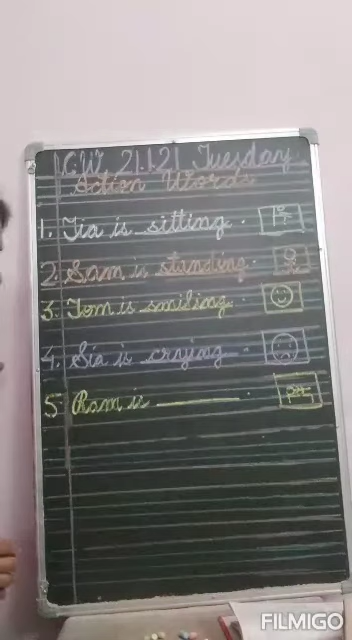 C.W 21.1.21 Tuesday
Action Words
1. Tia is sitting.
2. Sam is standing.
3. Tom is smiling.
4. Sia is crying.
5. Ram is ________.
FILMIGO